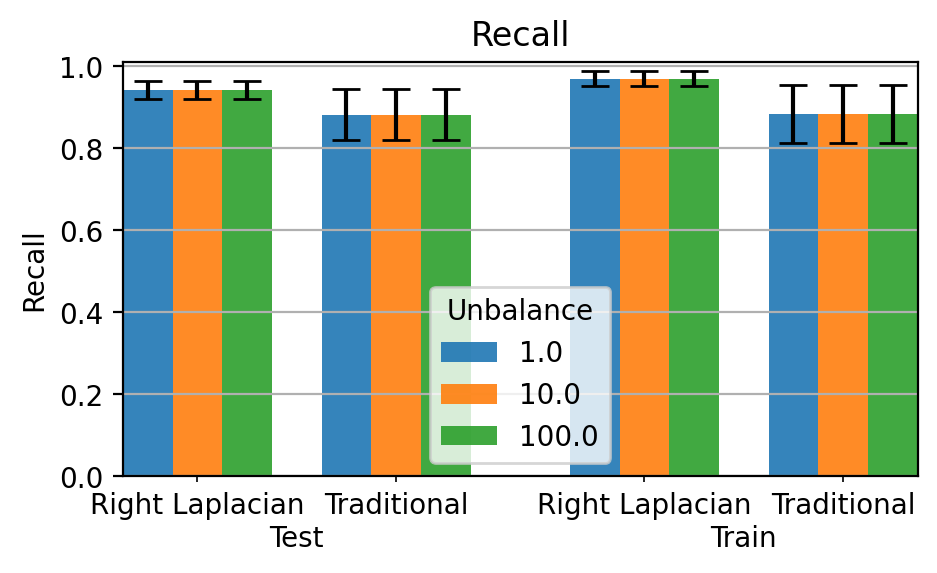 Recall
Recall
1.0
0.8
0.6
0.4
0.2
0.0
Unbalance
1.0
10.0
100.0
Right Laplacian Traditional Right Laplacian Traditional
Test Train